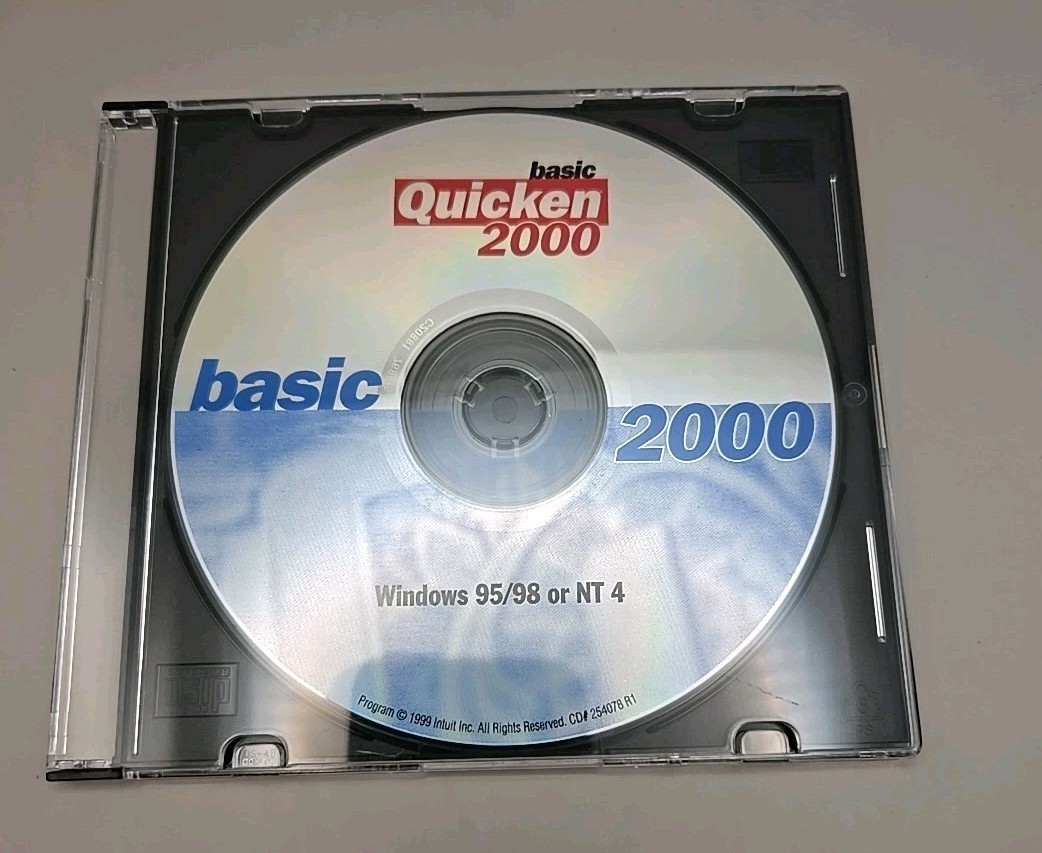 basic
Quicken
2000
basic
2000
Windows 95/98 or NT 4
Program © 1999 Intuit Inc. All Rights Reserved. CD# 254078 R1